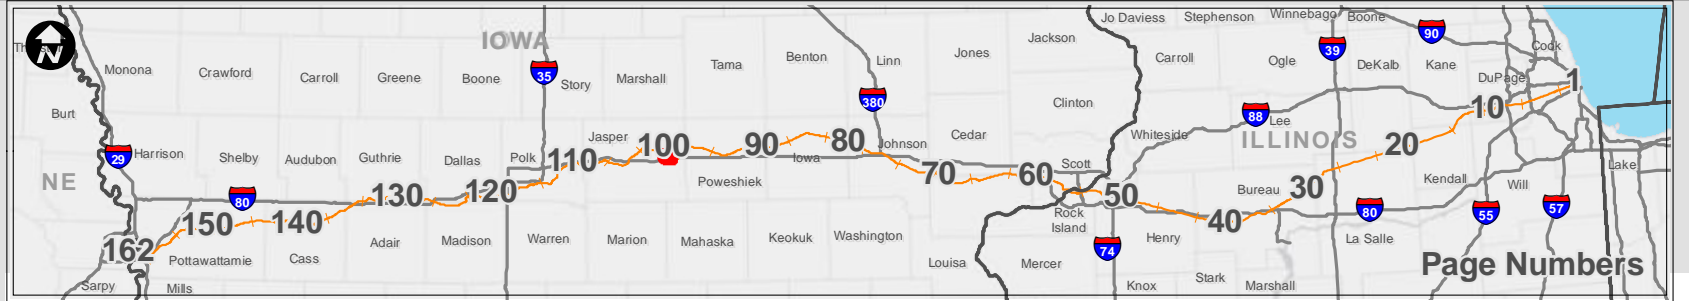 Jo Daviess Stephenson Winnebago Boone
IOWA
Jackson
90
N
Benton
Jones
39
Cook
Monona Crawford Carroll Greene Boone 35 Story Marshall Tama Linn Carroll Ogle DeKalb Kane
DuPage
1
380
Clinton
10
Burt
88 Lee
Cedar
Whiteside
ILLINOIS
20
Jasper 100 90 80 Johnson
29 Harrison Shelby Audubon Guthrie Dallas Polk 110 Iowa
70 60 Scott
Lake
NE
Poweshiek
Kendall Will
80
130 120
50
Bureau 30
150 140
Rock
Island
40
80
55
57
162
Adair Madison Warren Marion Mahaska Keokuk Washington
Henry
La Salle
74
Pottawattamie Cass
Louisa Mercer
Page Numbers
Sarpy Mills
Knox Stark Marshall